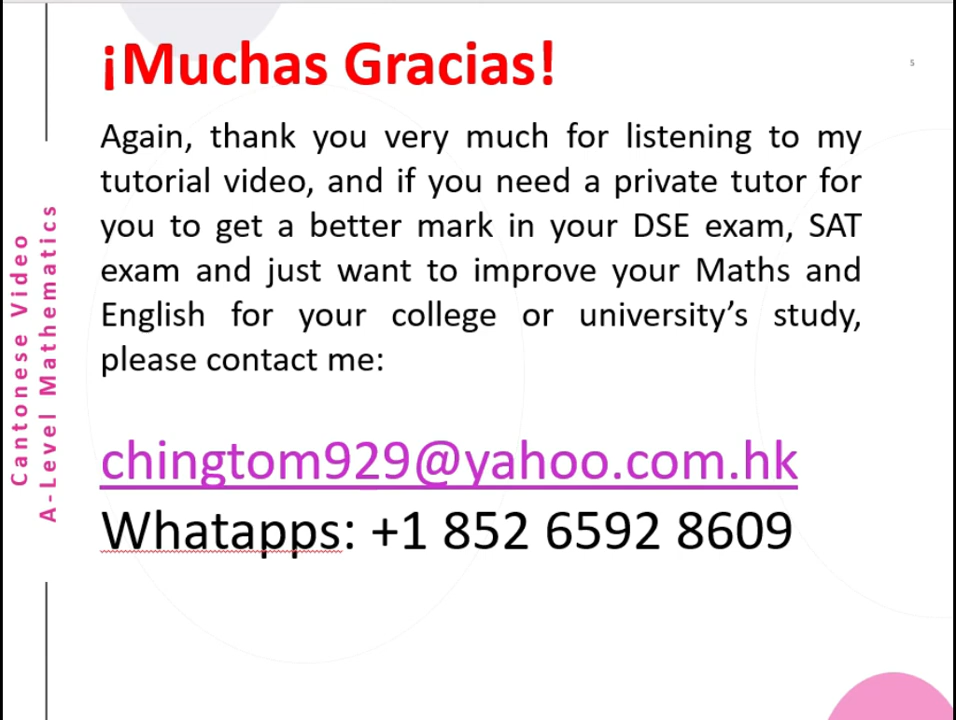 ¡Muchas Gracias!
5
Again, thank you very much for listening to my
tutorial video, and if you need a private tutor for
you to get a better mark in your DSE exam, SAT
exam and just want to improve your Maths and
English for your college or university’s study,
please contact me:
chingtom929@yahoo.com.hk
Whatapps: +1 852 6592 8609
Cantonese Video
A-Level Mathematics